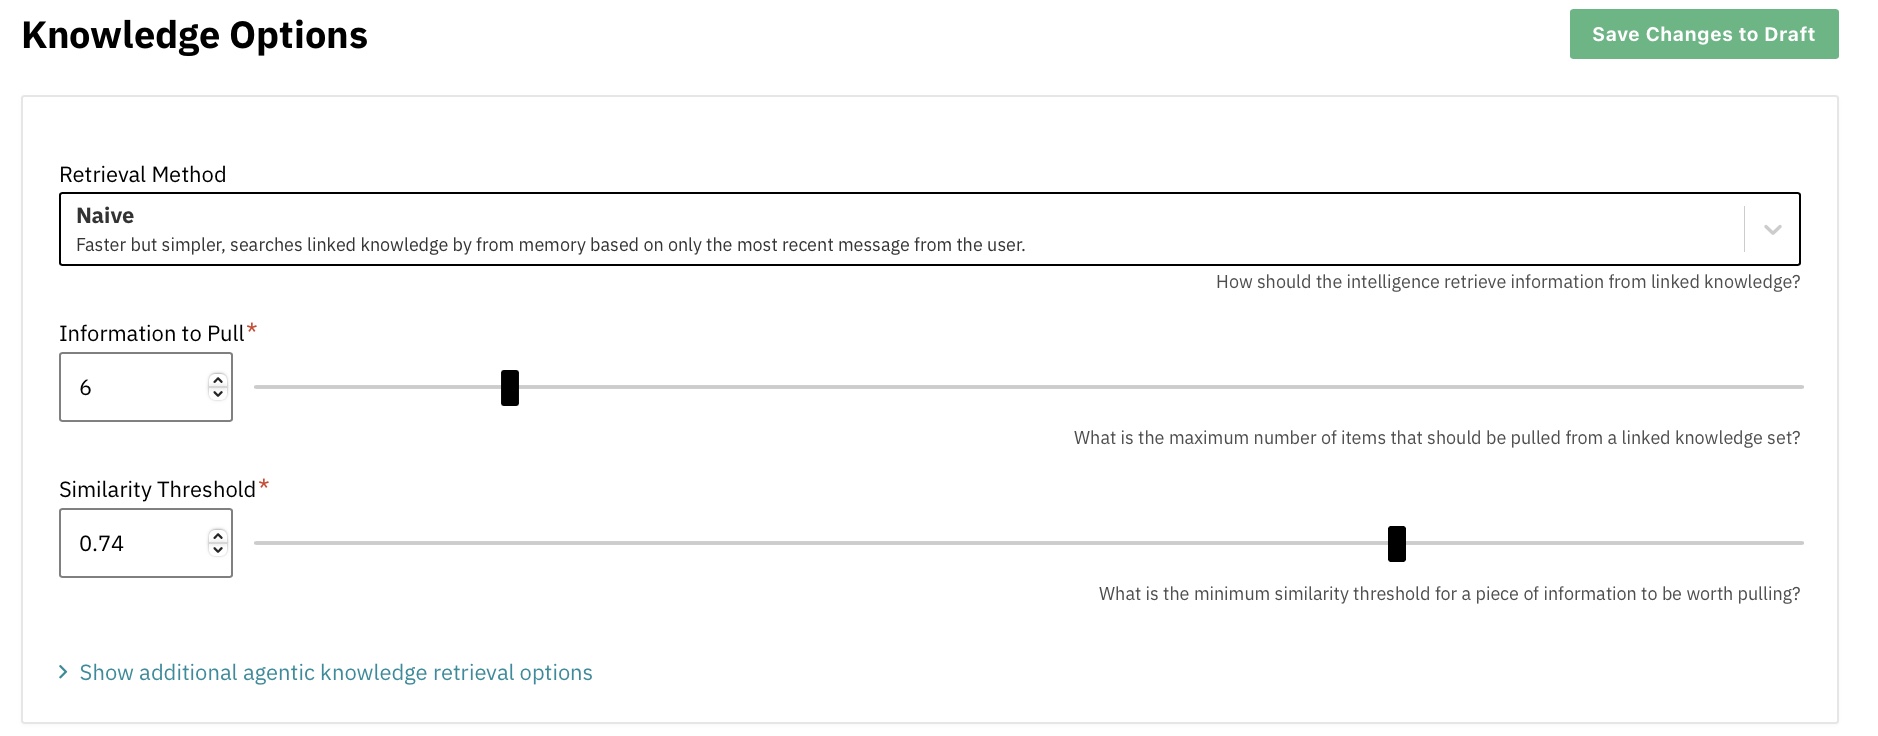 Knowledge Options
Save Changes to Draft
Retrieval Method
Naive
Faster but simpler, searches linked knowledge by from memory based on only the most recent message from the user.
How should the intelligence retrieve information from linked knowledge?
Information to Pull*
6
What is the maximum number of items that should be pulled from a linked knowledge set?
Similarity Threshold*
0.74
What is the minimum similarity threshold for a piece of information to be worth pulling?
Show additional agentic knowledge retrieval options